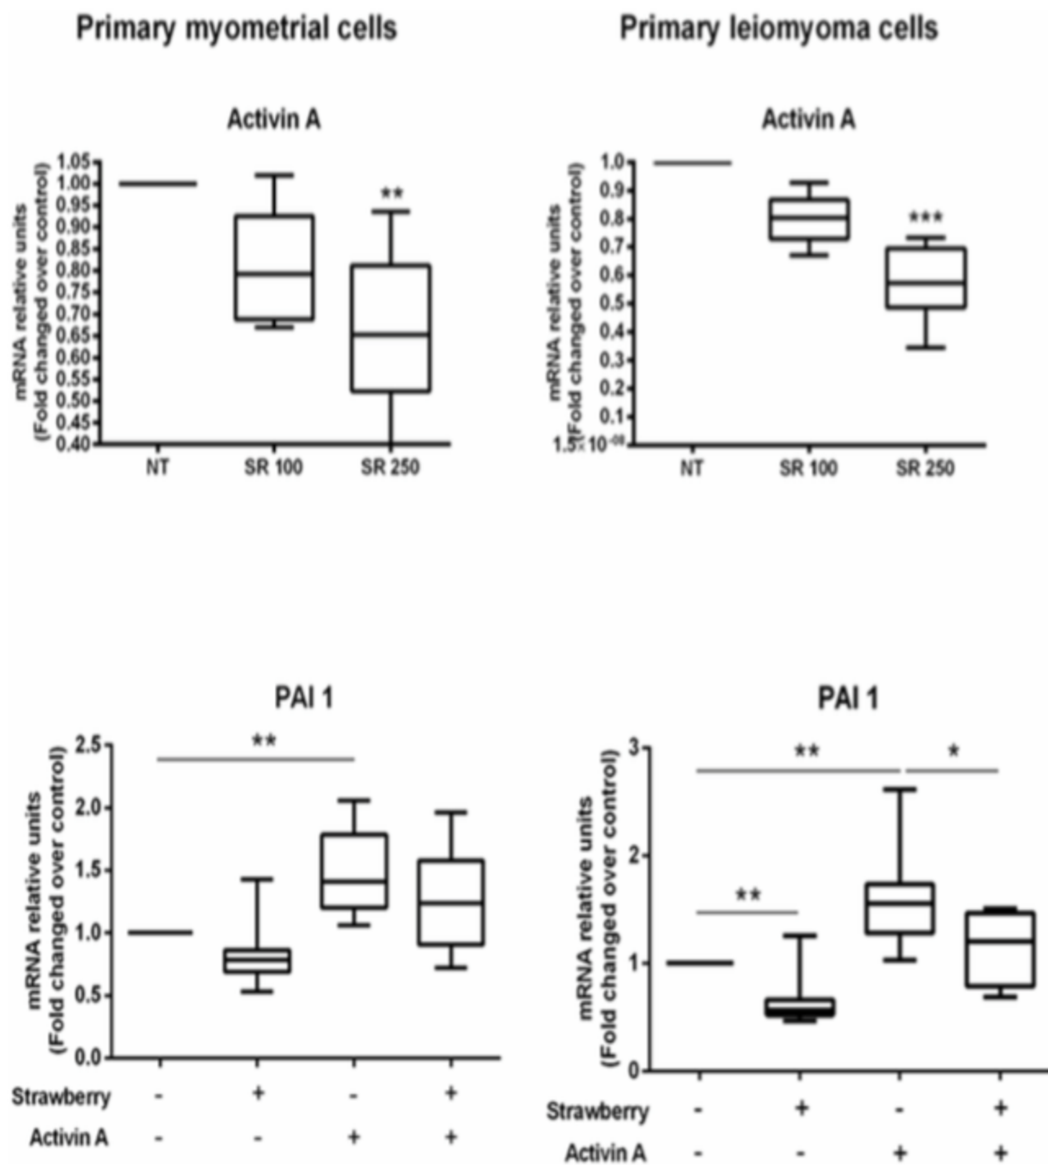 Primary myometrial cells
Primary leiomyoma cells
Activin A
mRNA relative units
(Fold changed over control)
1.05
1.00
0.95
0.90
0.85
0.80
0.75
0.70
0.65
0.60
0.55
0.50
0.45
0.40
**
NT
SR 100
SR 250
Activin A
mRNA relative units
(Fold changed over control)
1.0
0.9
0.8
0.7
0.6
0.5
0.4
0.3
0.2
0.1
1.5×10-08
***
NT
SR 100
SR 250
PAI 1
mRNA relative units
(Fold changed over control)
2.5
2.0
1.5
1.0
0.5
0.0
**
Strawberry - + - +
Activin A - - + +
PAI 1
mRNA relative units
(Fold changed over control)
3
2
1
0
** *
**
Strawberry - + - +
Activin A - - + +